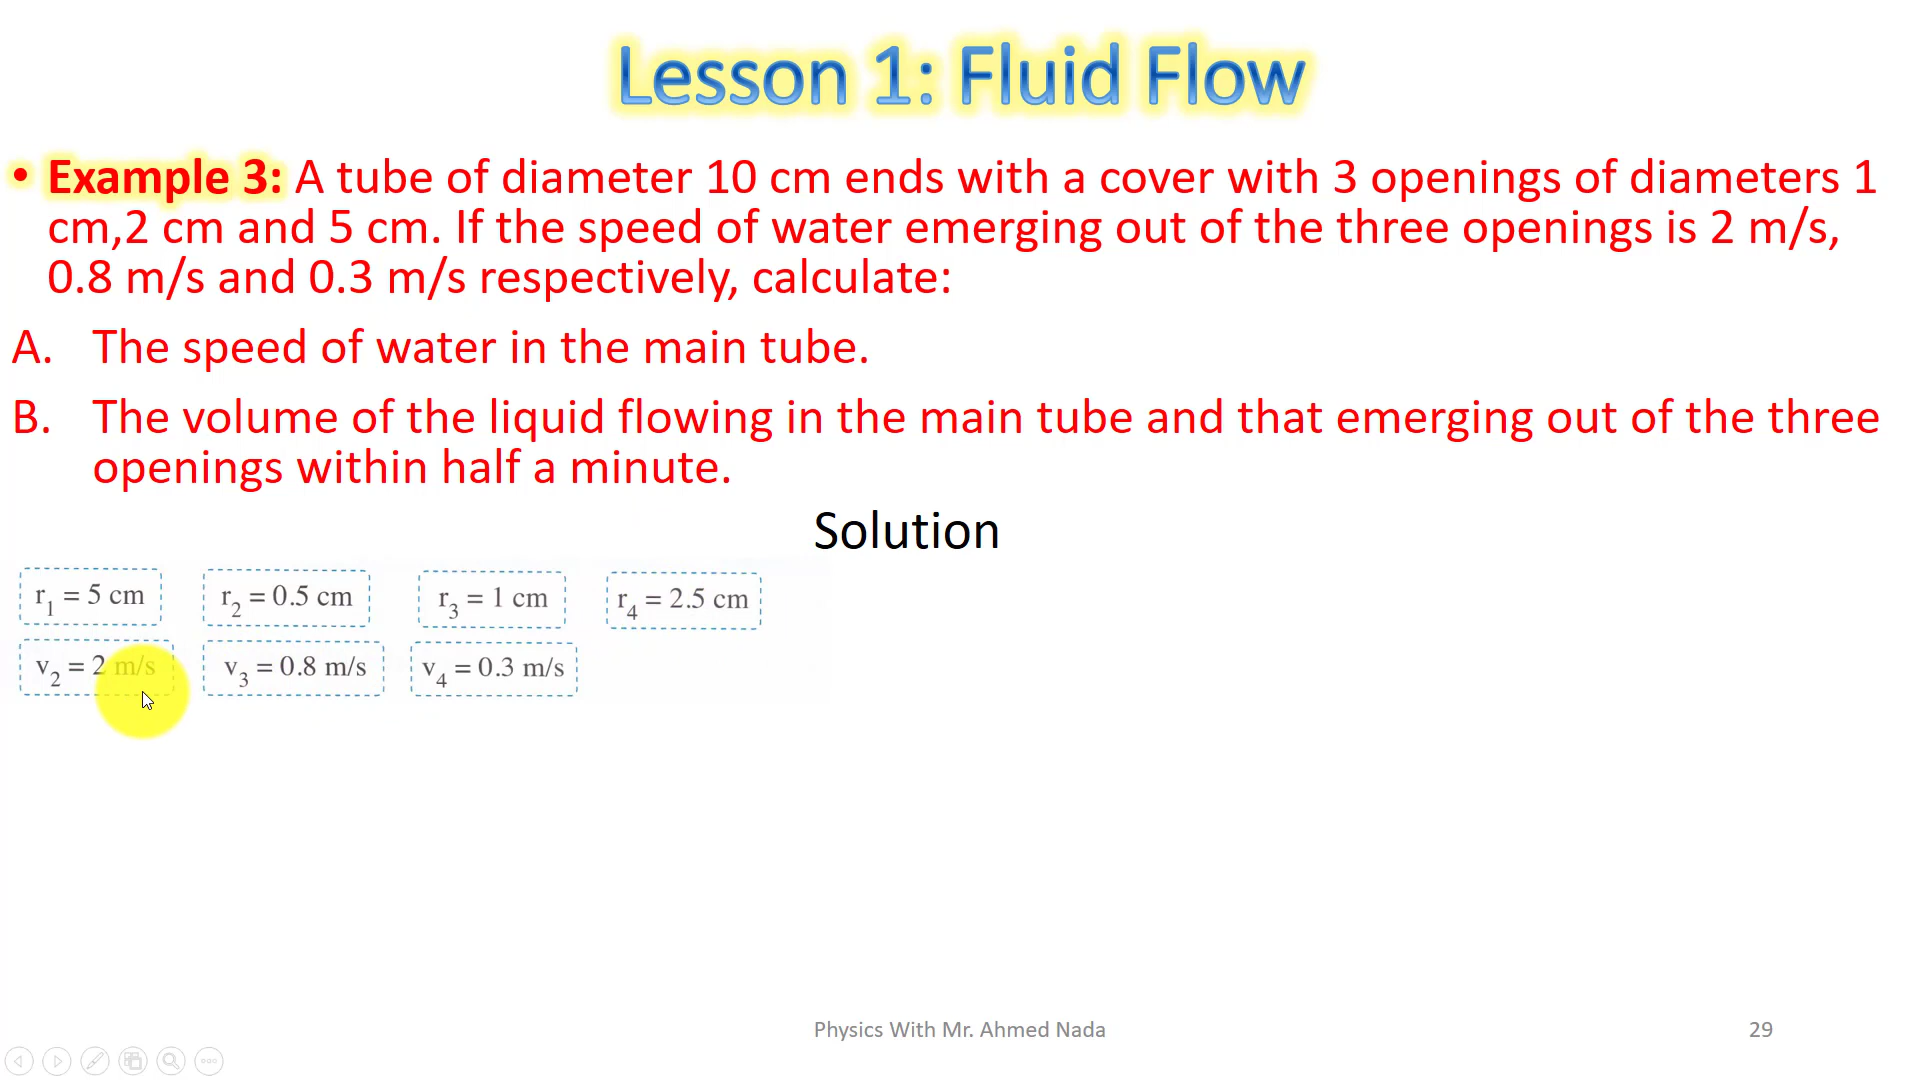 Lesson 1: Fluid Flow
• Example 3: A tube of diameter 10 cm ends with a cover with 3 openings of diameters 1
cm,2 cm and 5 cm. If the speed of water emerging out of the three openings is 2 m/s,
0.8 m/s and 0.3 m/s respectively, calculate:
A. The speed of water in the main tube.
B. The volume of the liquid flowing in the main tube and that emerging out of the three
openings within half a minute.
Solution
r₁ = 5 cm r₂ = 0.5 cm r₃ = 1 cm r₄ = 2.5 cm
v₂ = 2 m/s v₃ = 0.8 m/s v₄ = 0.3 m/s
Physics With Mr. Ahmed Nada 29